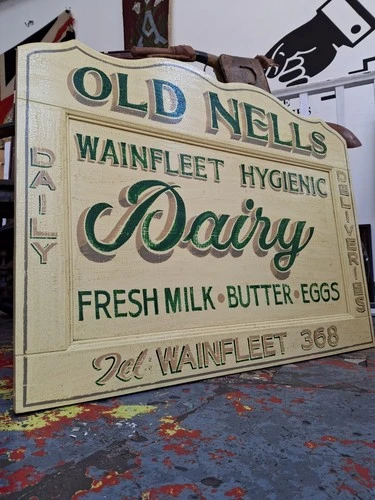 OLD NELLS
WAINFLEET HYGIENIC
Dairy
FRESH MILK • BUTTER • EGGS
Tel: WAINFLEET 368
DAILY
DELIVERIES